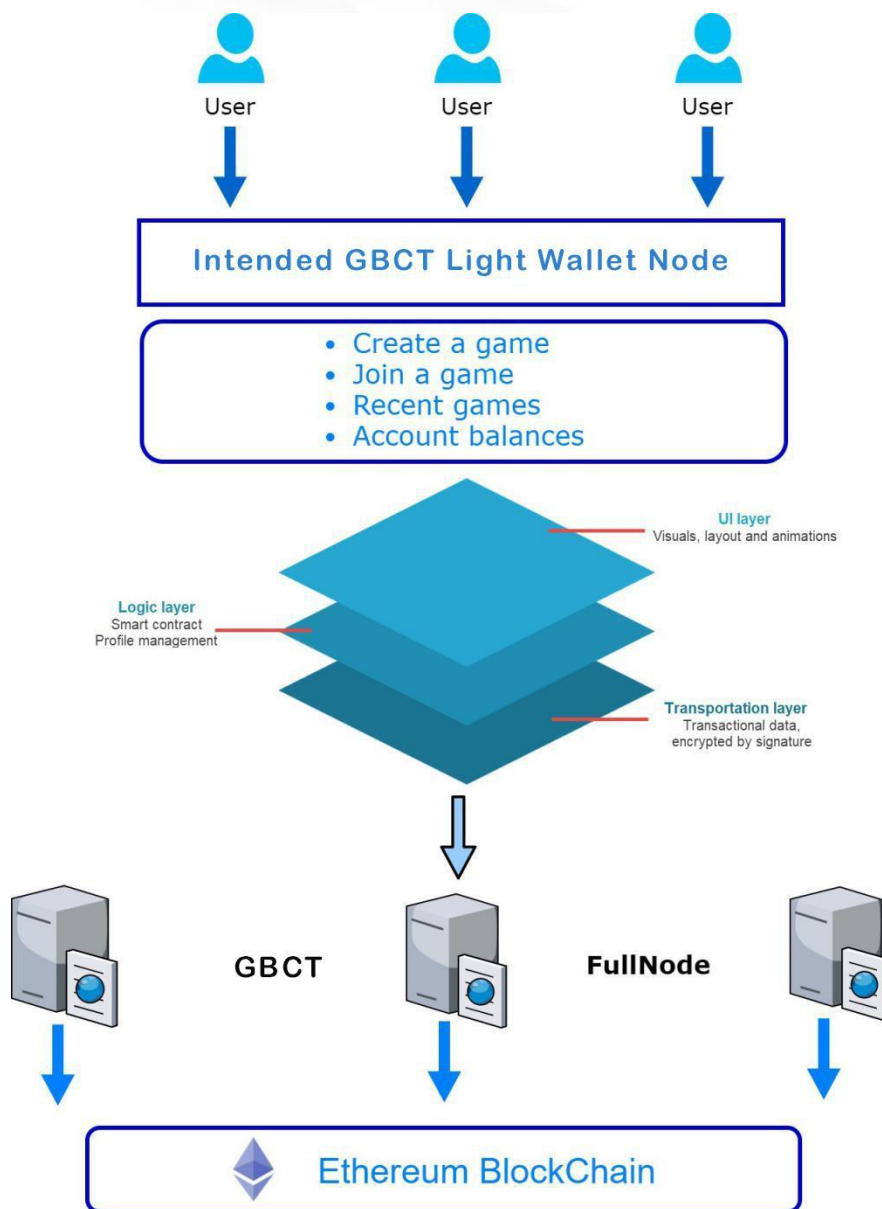 User
User
User
Intended GBCT Light Wallet Node
• Create a game
• Join a game
• Recent games
• Account balances
UI layer
Visuals, layout and animations
Logic layer
Smart contract
Profile management
Transportation layer
Transactional data,
encrypted by signature
GBCT
FullNode
Ethereum BlockChain